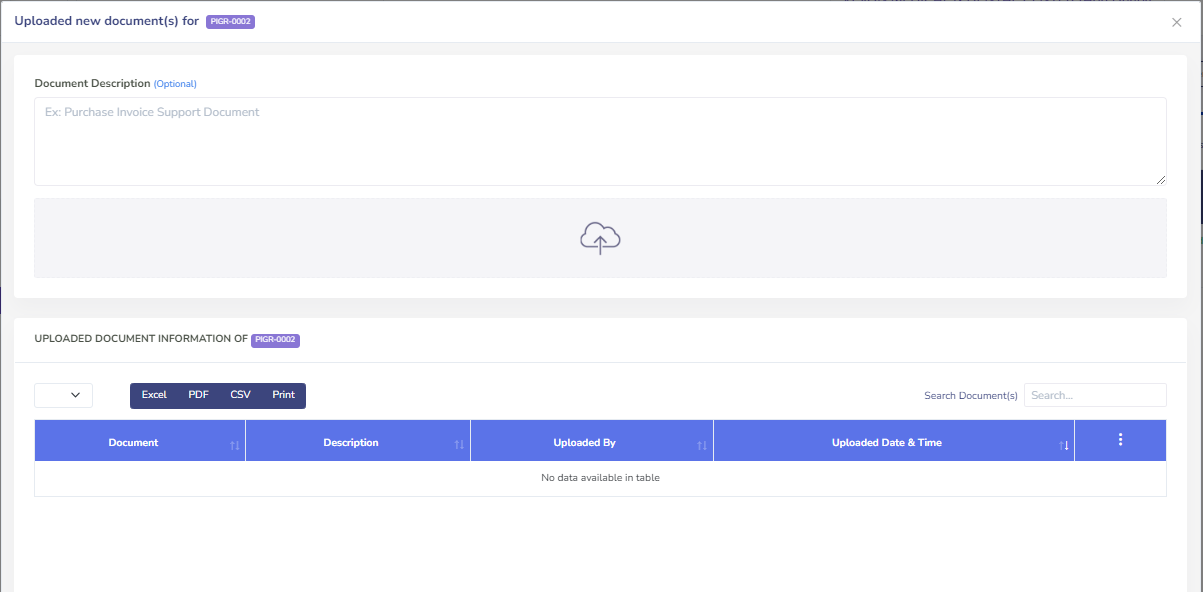 Uploaded new document(s) for PIGR-0002
Document Description (Optional)
Ex: Purchase Invoice Support Document
UPLOADED DOCUMENT INFORMATION OF PIGR-0002
Excel PDF CSV Print Search Document(s) Search...
Document Description Uploaded By Uploaded Date & Time
No data available in table